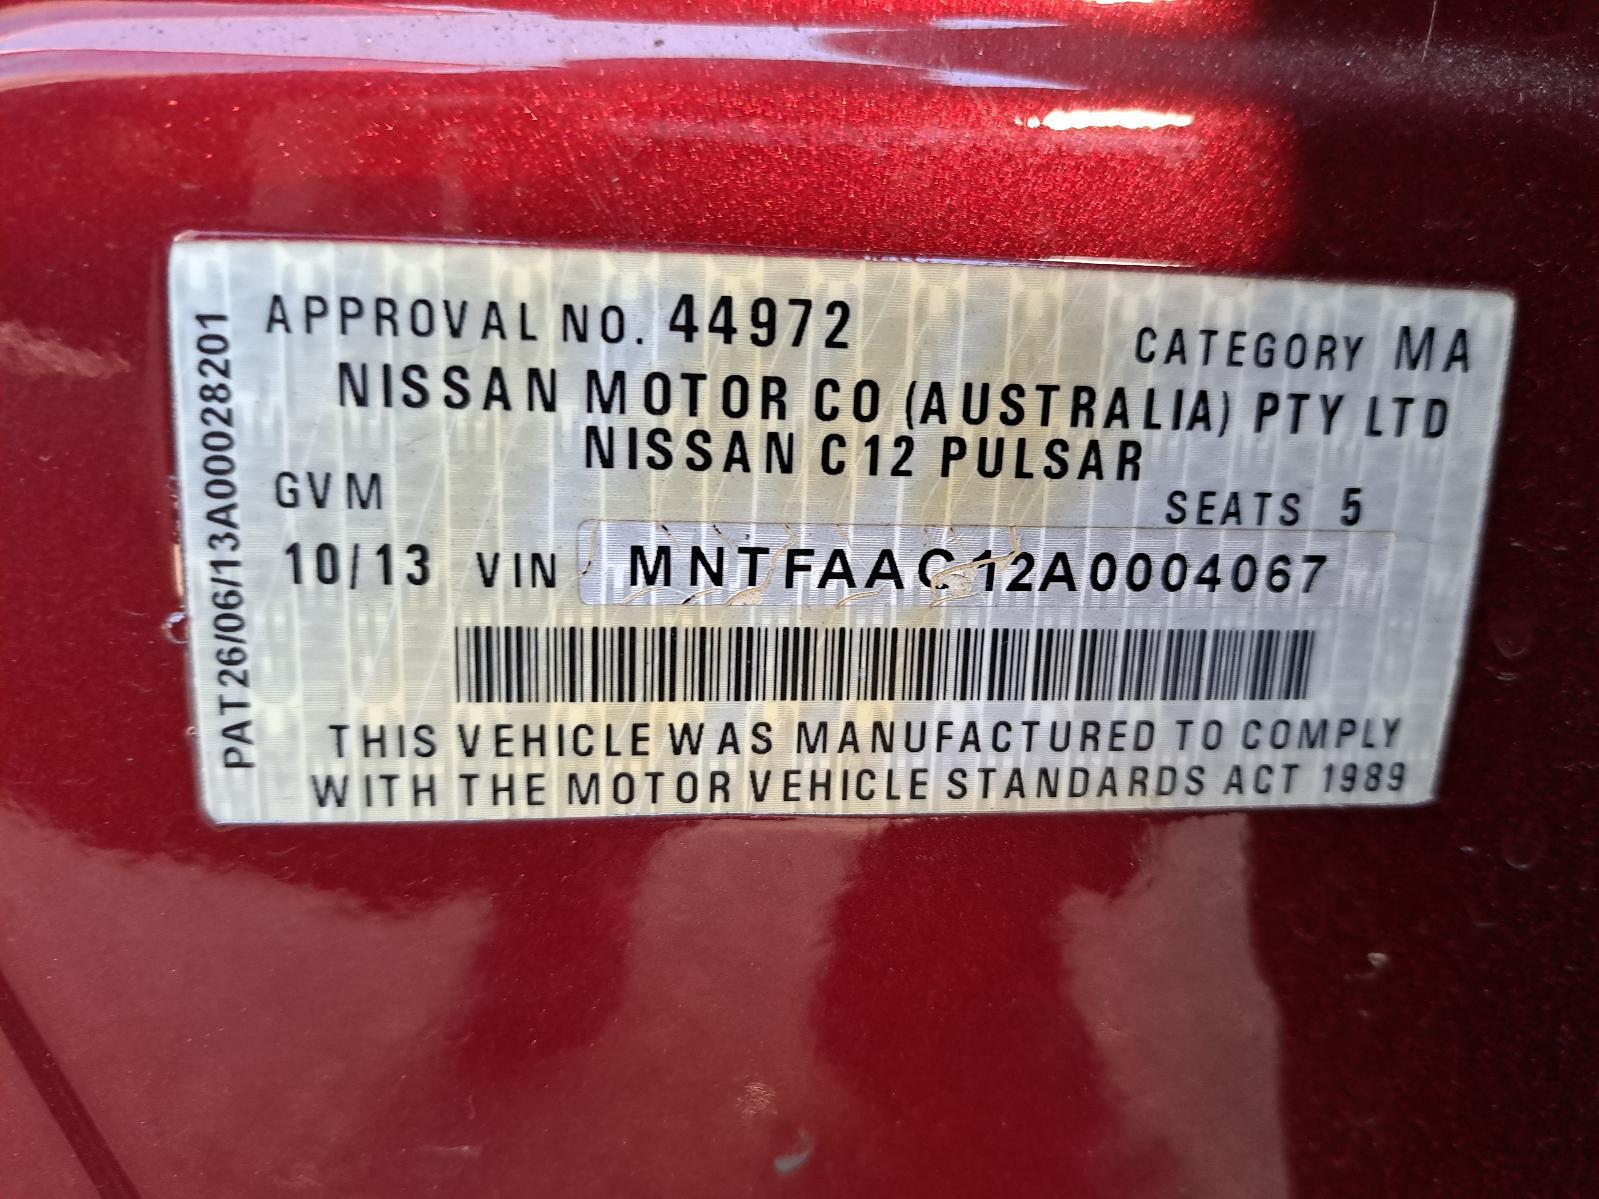 PAT26/06/13A00028201
APPROVAL NO. 44972 CATEGORY MA
NISSAN MOTOR CO (AUSTRALIA) PTY LTD
NISSAN C12 PULSAR
GVM SEATS 5
10/13 VIN MNTFAAC12A0004067
THIS VEHICLE WAS MANUFACTURED TO COMPLY
WITH THE MOTOR VEHICLE STANDARDS ACT 1989